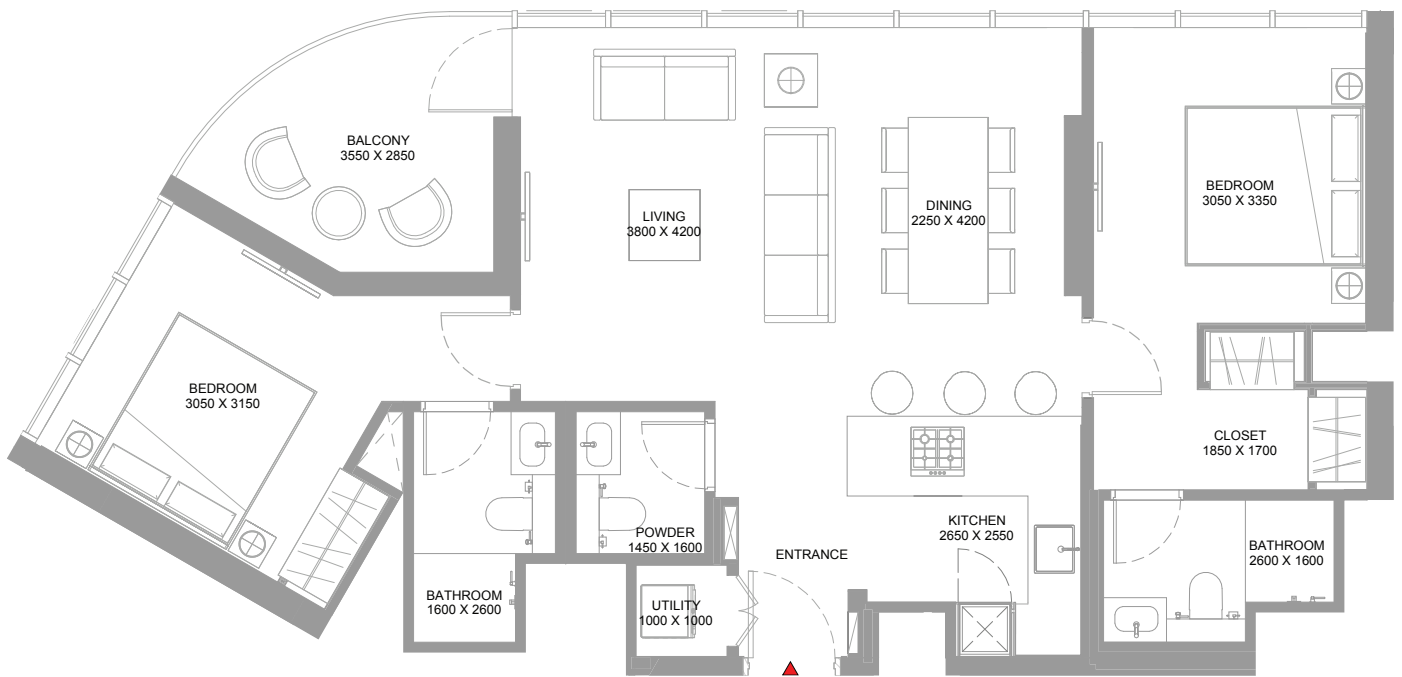 BALCONY
3550 X 2850
LIVING
3800 X 4200
DINING
2250 X 4200
BEDROOM
3050 X 3350
BEDROOM
3050 X 3150
CLOSET
1850 X 1700
KITCHEN
2650 X 2550
POWDER
1450 X 1600
ENTRANCE
BATHROOM
2600 X 1600
BATHROOM
1600 X 2600
UTILITY
1000 X 1000